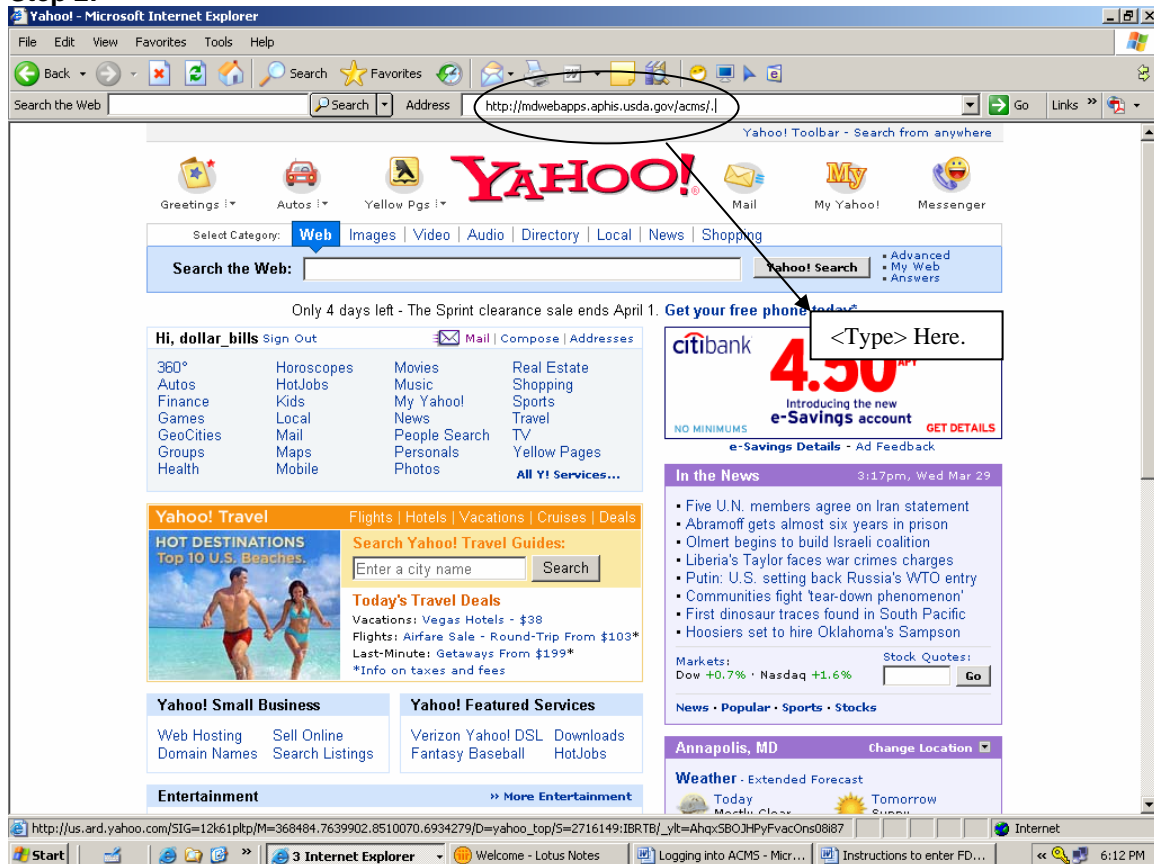 Step 2:
Yahoo! - Microsoft Internet Explorer
File Edit View Favorites Tools Help
Back Search Favorites
Search the Web Search Address http://mdwebapps.aphis.usda.gov/acms/. Go Links »
Yahoo! Toolbar - Search from anywhere
Greetings Autos Yellow Pgs YAHOO! Mail My Yahoo! Messenger
Select Category: Web Images | Video | Audio | Directory | Local | News | Shopping
Search the Web: Yahoo! Search
▪ Advanced
▪ My Web
▪ Answers
Only 4 days left - The Sprint clearance sale ends April 1. Get your free phone today*
<Type> Here.
Hi, dollar_bills Sign Out Mail | Compose | Addresses
360° Horoscopes Movies Real Estate
Autos HotJobs Music Shopping
Finance Kids My Yahoo! Sports
Games Local News Travel
GeoCities Mail People Search TV
Groups Maps Personals Yellow Pages
Health Mobile Photos All Y! Services...
citibank
4.50 APY
Introducing the new
e-Savings account
NO MINIMUMS GET DETAILS
e-Savings Details - Ad Feedback
Yahoo! Travel Flights | Hotels | Vacations | Cruises | Deals
HOT DESTINATIONS
Top 10 U.S. Beaches.
Search Yahoo! Travel Guides:
Enter a city name Search
Today's Travel Deals
Vacations: Vegas Hotels - $38
Flights: Airfare Sale - Round-Trip From $103*
Last-Minute: Getaways From $199*
*Info on taxes and fees
In the News 3:17pm, Wed Mar 29
▪ Five U.N. members agree on Iran statement
▪ Abramoff gets almost six years in prison
▪ Olmert begins to build Israeli coalition
▪ Liberia's Taylor faces war crimes charges
▪ Putin: U.S. setting back Russia's WTO entry
▪ Communities fight 'tear-down phenomenon'
▪ First dinosaur traces found in South Pacific
▪ Hoosiers set to hire Oklahoma's Sampson
Markets: Stock Quotes:
Dow +0.7% · Nasdaq +1.6% Go
News · Popular · Sports · Stocks
Yahoo! Small Business
Web Hosting Sell Online
Domain Names Search Listings
Yahoo! Featured Services
Verizon Yahoo! DSL Downloads
Fantasy Baseball HotJobs
Annapolis, MD Change Location
Weather - Extended Forecast
Today Tomorrow
Mostly Clear Sunny
Entertainment » More Entertainment
http://us.ard.yahoo.com/SIG=12k61pltp/M=368484.7639902.8510070.6934279/D=yahoo_top/S=2716149:IBRTB/_ylt=AhqxSBOJHPyFvacOns08i87 Internet
Start » 3 Internet Explorer Welcome - Lotus Notes Logging into ACMS - Micr... Instructions to enter FD... « 6:12 PM